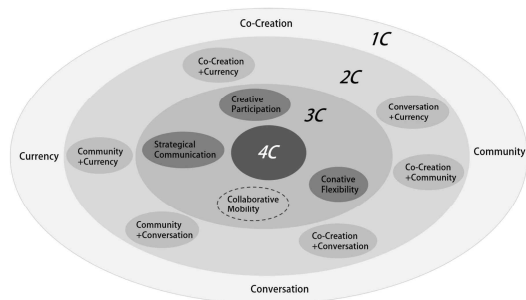 Co-Creation
1C
Co-Creation
+Currency
2C
Creative
Participation
3C
Conversation
+Currency
Currency
Community
+Currency
Strategical
Communication
4C
Co-Creation
+Community
Community
Conative
Flexibility
Collaborative
Mobility
Community
+Conversation
Co-Creation
+Conversation
Conversation